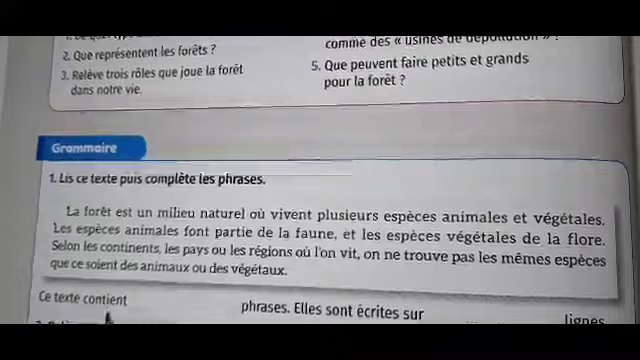 2. Que représentent les forêts ?
3. Relève trois rôles que joue la forêt
dans notre vie.
comme des « usines de dépollution » ?
5. Que peuvent faire petits et grands
pour la forêt ?
Grammaire
1. Lis ce texte puis complète les phrases.
La forêt est un milieu naturel où vivent plusieurs espèces animales et végétales.
Les espèces animales font partie de la faune, et les espèces végétales de la flore.
Selon les continents, les pays ou les régions où l'on vit, on ne trouve pas les mêmes espèces
que ce soient des animaux ou des végétaux.
Ce texte contient phrases. Elles sont écrites sur lignes